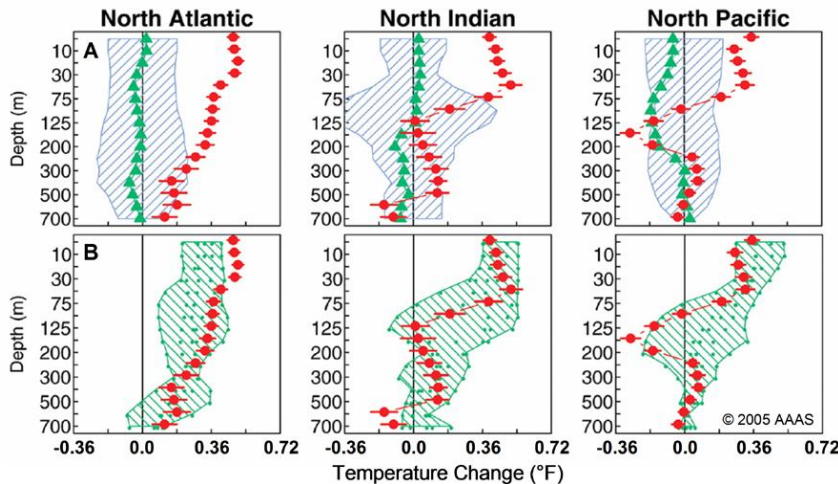 North Atlantic North Indian North Pacific
A
Depth (m)
10
30
75
125
200
300
500
700
B
Depth (m)
10
30
75
125
200
300
500
700
© 2005 AAAS
-0.36 0.0 0.36 0.72 -0.36 0.0 0.36 0.72 -0.36 0.0 0.36 0.72
Temperature Change (°F)